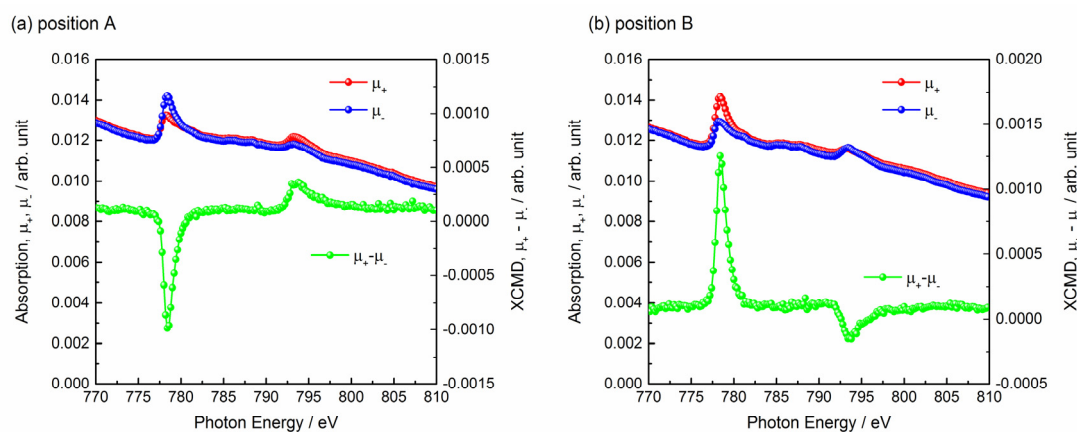 (a) position A
0.016
0.014
0.012
0.010
0.008
0.006
0.004
0.002
0.000
Absorption, μ+, μ- / arb. unit
770 775 780 785 790 795 800 805 810
Photon Energy / eV
μ+
μ-
μ+-μ-
0.0015
0.0010
0.0005
0.0000
-0.0005
-0.0010
-0.0015
XCMD, μ+ - μ- / arb. unit
(b) position B
0.016
0.014
0.012
0.010
0.008
0.006
0.004
0.002
0.000
Absorption, μ+, μ- / arb. unit
770 775 780 785 790 795 800 805 810
Photon Energy / eV
μ+
μ-
μ+-μ-
0.0020
0.0015
0.0010
0.0005
0.0000
-0.0005
XCMD, μ+ - μ- / arb. unit